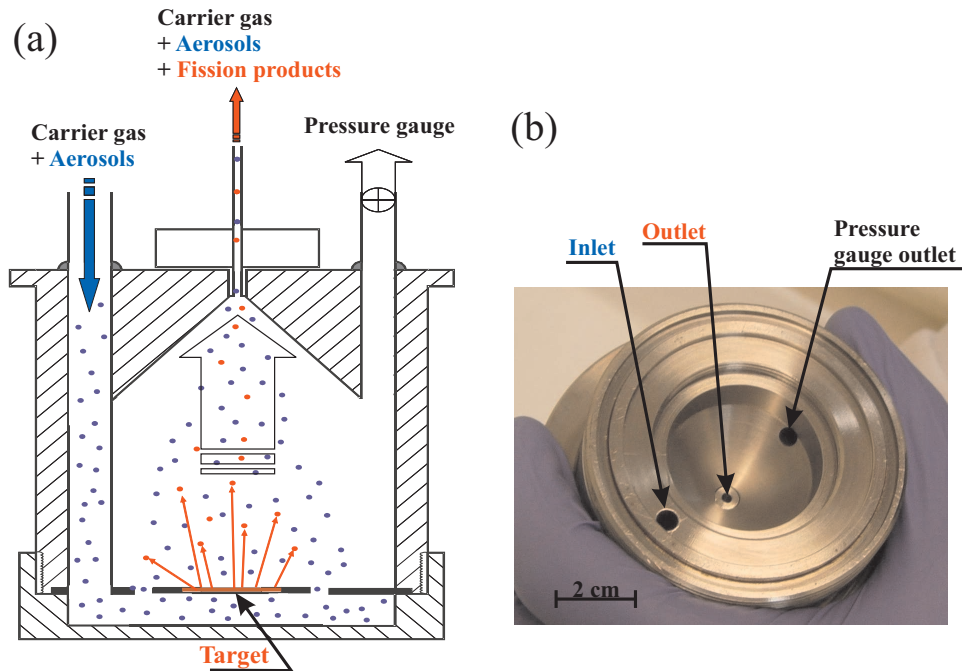 (a)
Carrier gas
+ Aerosols
+ Fission products
Carrier gas
+ Aerosols
Pressure gauge
Target
(b)
Inlet
Outlet
Pressure
gauge outlet
2 cm